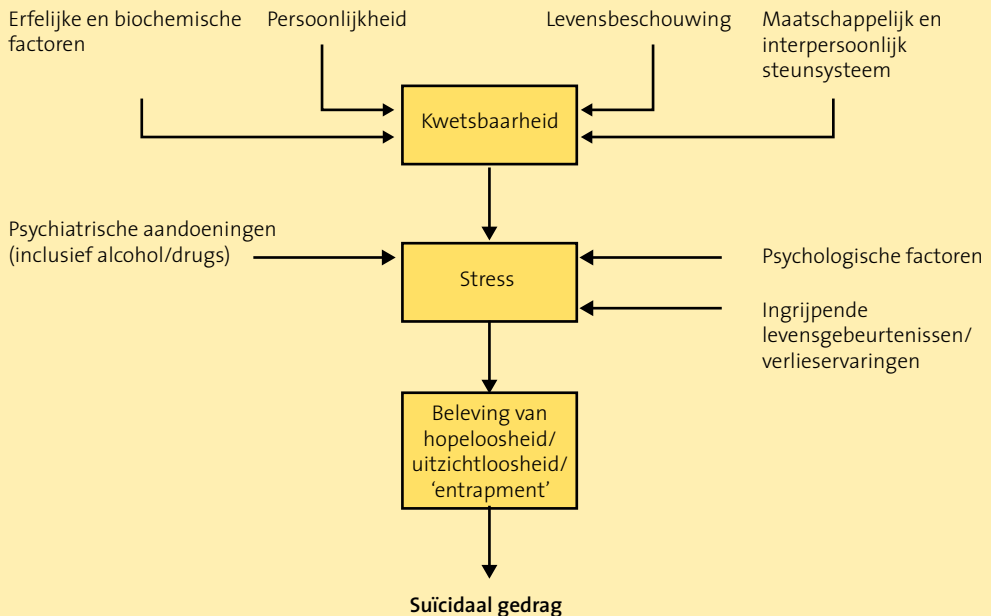 Erfelijke en biochemische
factoren
Persoonlijkheid
Levensbeschouwing
Maatschappelijk en
interpersoonlijk
steunsysteem
Kwetsbaarheid
Psychiatrische aandoeningen
(inclusief alcohol/drugs)
Stress
Psychologische factoren
Ingrijpende
levensgebeurtenissen/
verlieservaringen
Beleving van
hopeloosheid/
uitzichtloosheid/
‘entrapment’
Suïcidaal gedrag